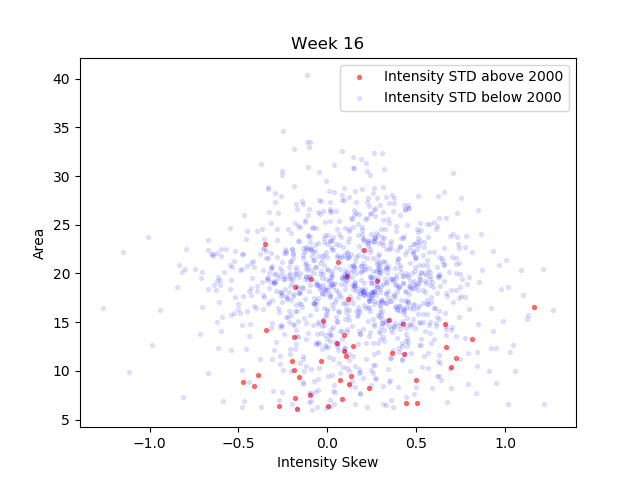 Week 16
Intensity STD above 2000
Intensity STD below 2000
Area
40
35
30
25
20
15
10
5
−1.0 −0.5 0.0 0.5 1.0
Intensity Skew